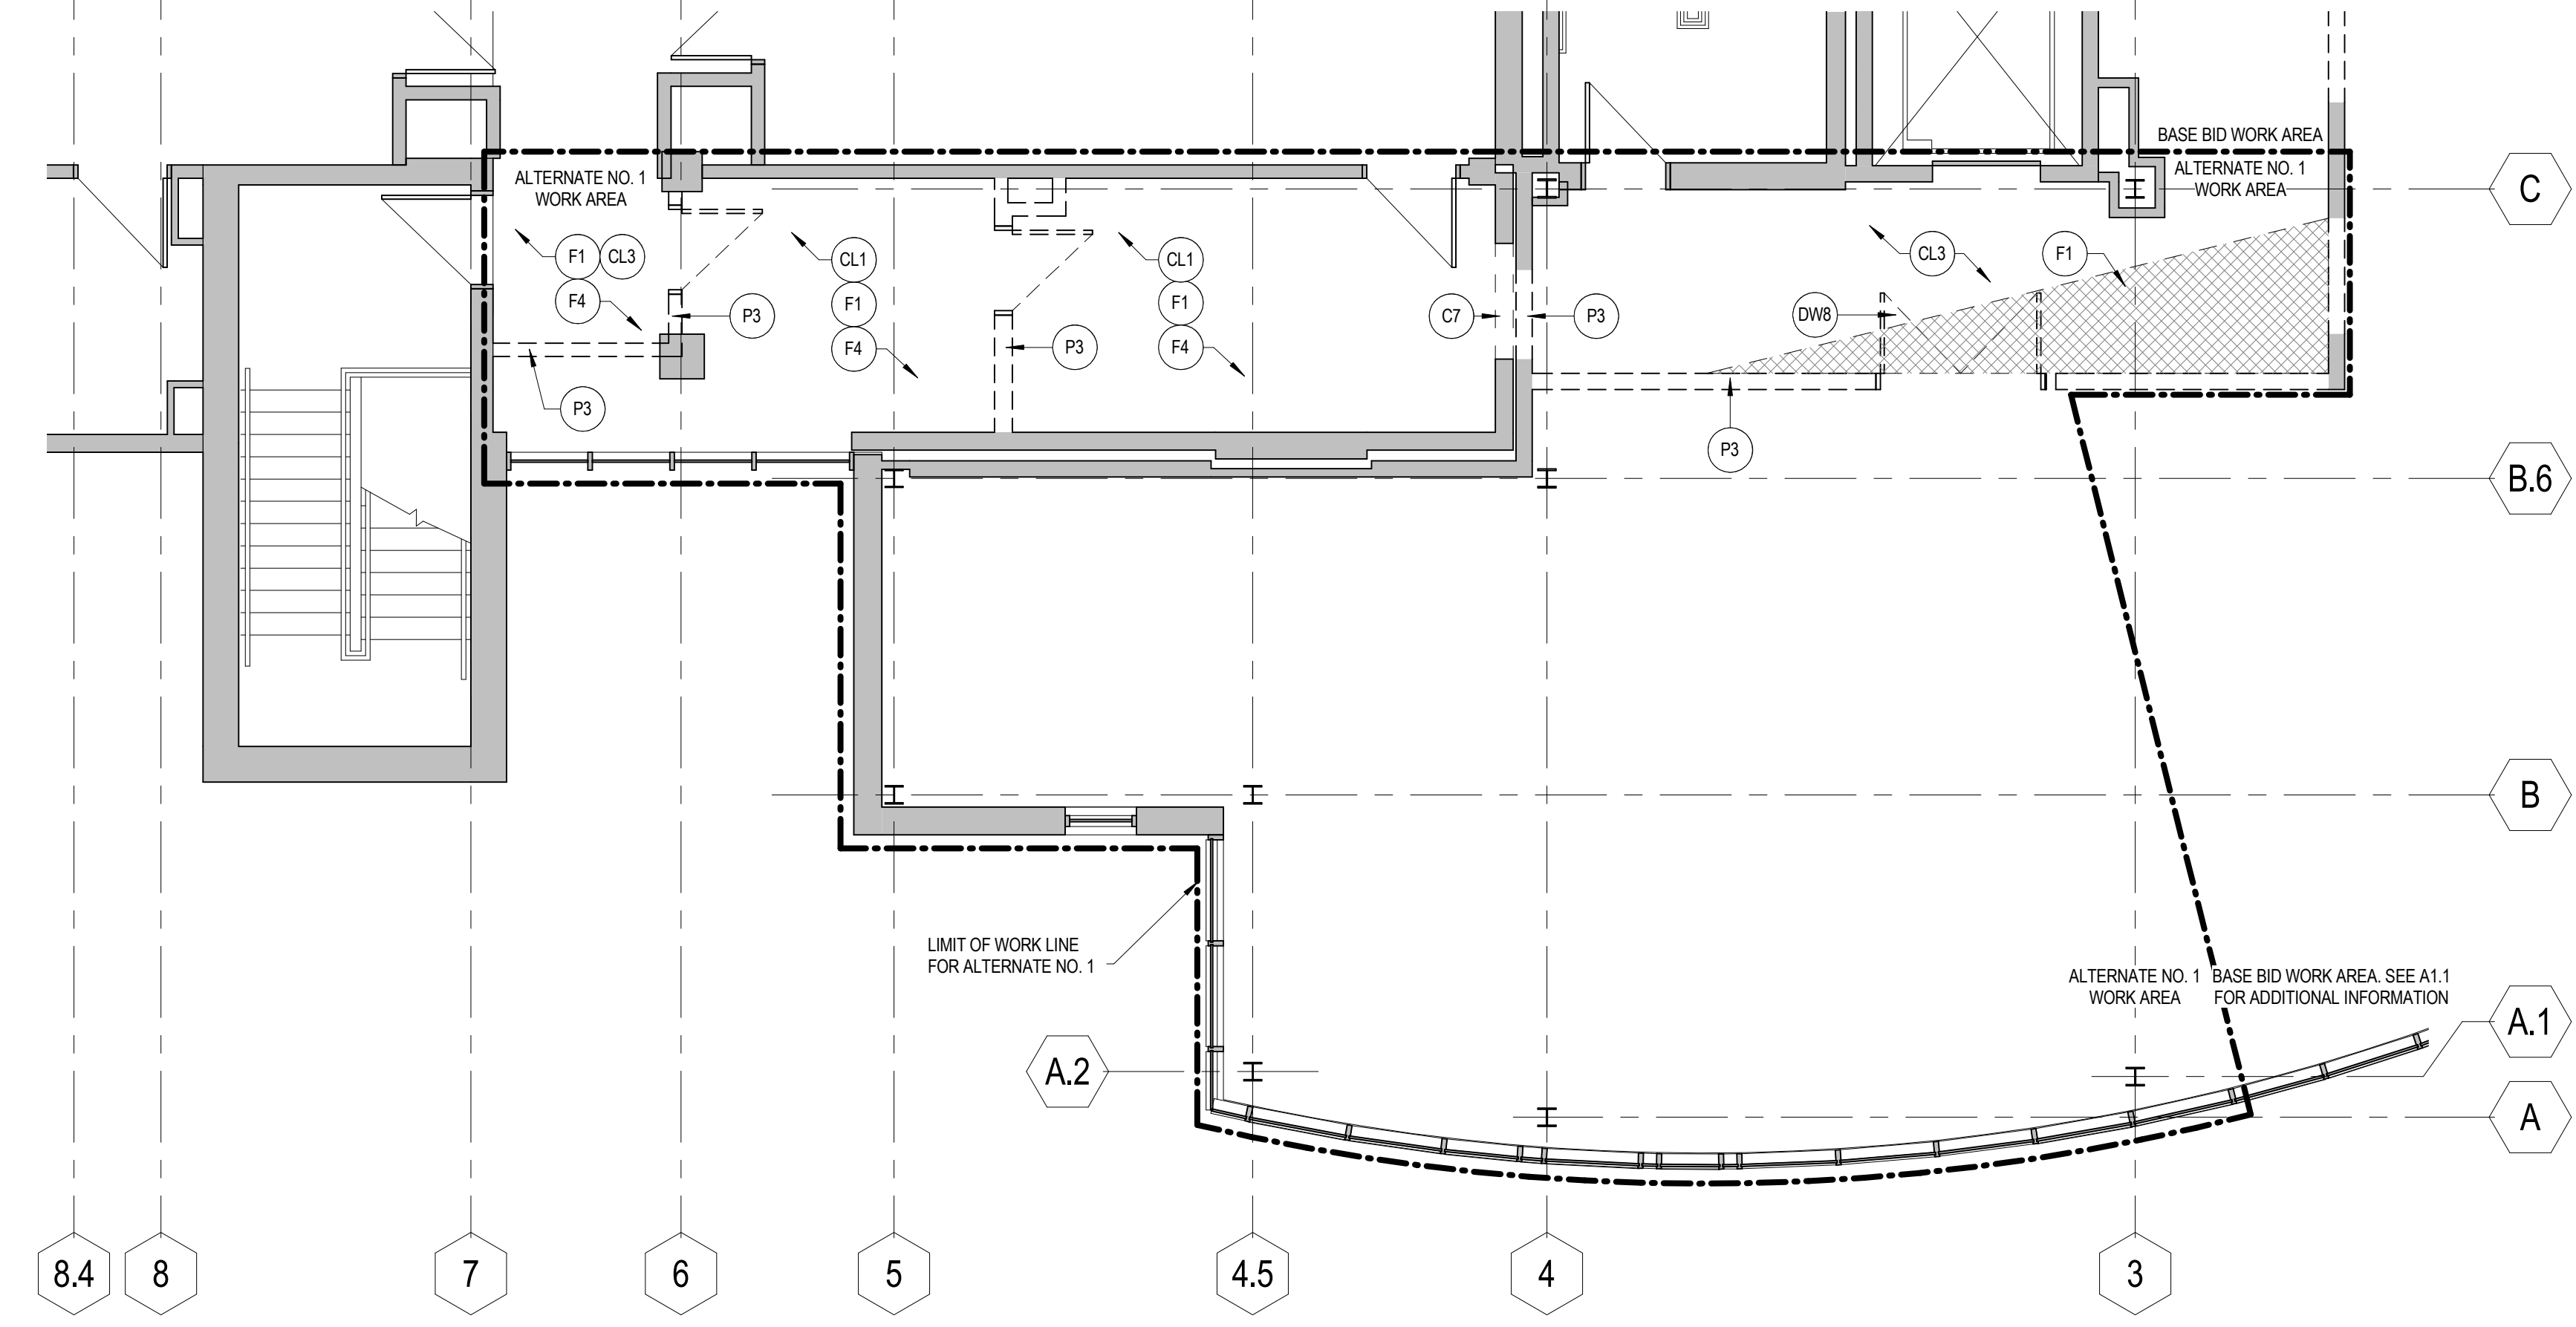 BASE BID WORK AREA
ALTERNATE NO. 1
WORK AREA
ALTERNATE NO. 1
WORK AREA
C
F1
CL3
F4
P3
P3
CL1
F1
F4
P3
CL1
F1
F4
C7
P3
CL3
F1
DW8
P3
B.6
B
LIMIT OF WORK LINE
FOR ALTERNATE NO. 1
ALTERNATE NO. 1
WORK AREA
BASE BID WORK AREA. SEE A1.1
FOR ADDITIONAL INFORMATION
A.1
A.2
A
8.4
8
7
6
5
4.5
4
3